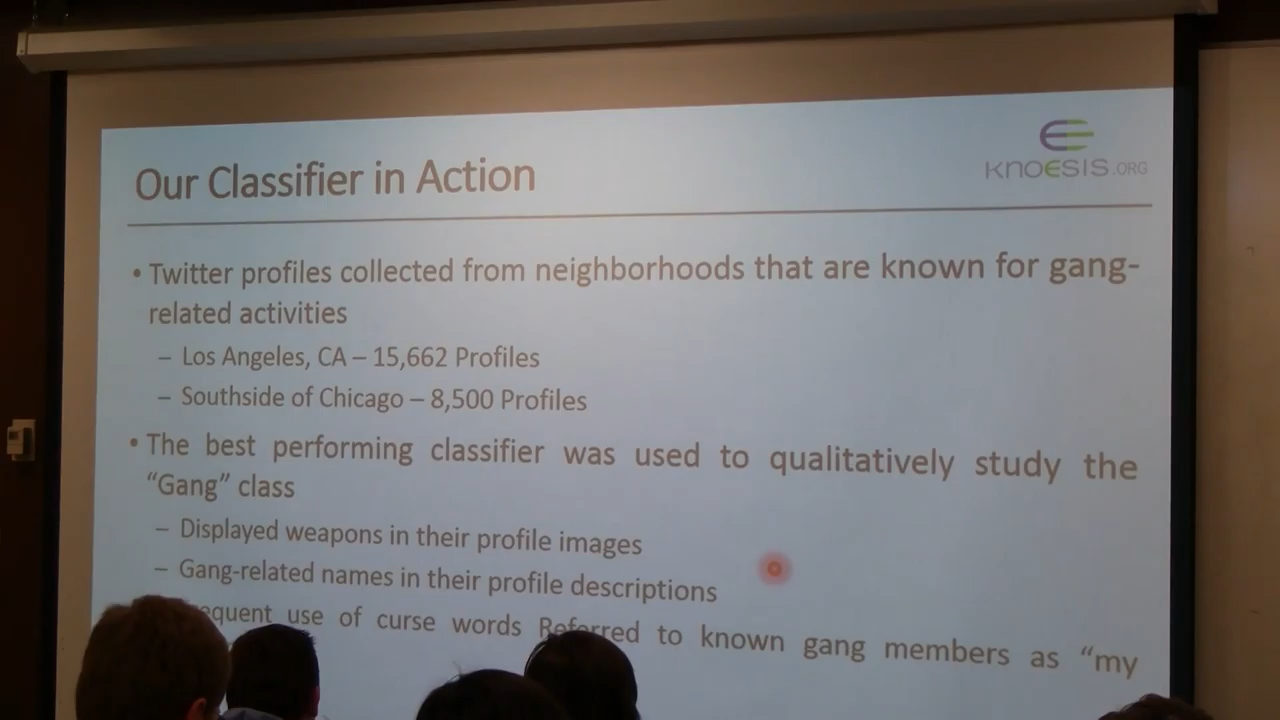 Our Classifier in Action
KNOESIS.ORG
• Twitter profiles collected from neighborhoods that are known for gang-
related activities
– Los Angeles, CA – 15,662 Profiles
– Southside of Chicago – 8,500 Profiles
• The best performing classifier was used to qualitatively study the
“Gang” class
– Displayed weapons in their profile images
– Gang-related names in their profile descriptions
use of curse words Referred to known gang members as “my